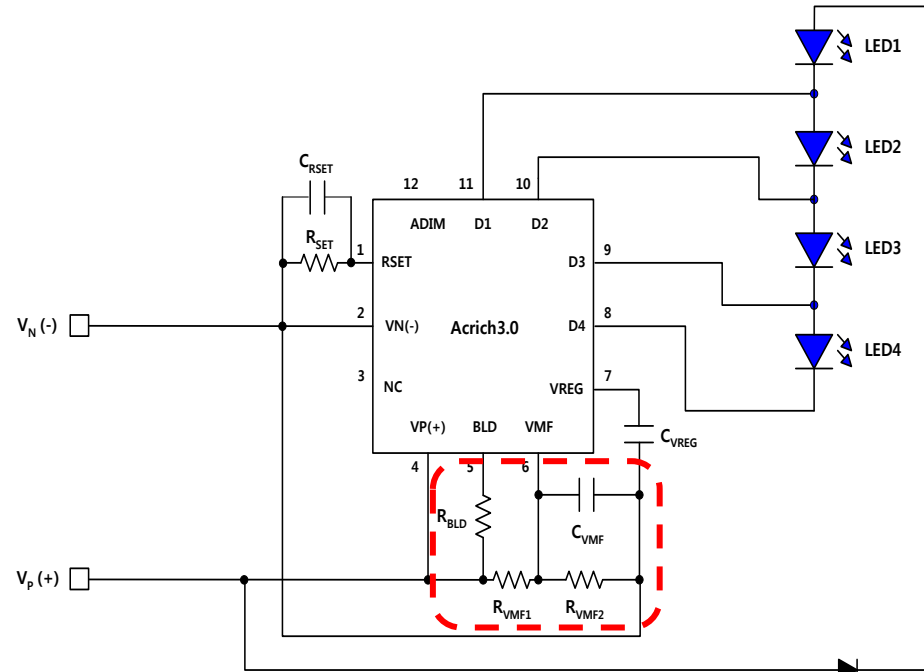 LED1
LED2
C_RSET
12 11 10
ADIM D1 D2
R_SET
1 RSET D3 9
LED3
V_N (-)
2 VN(-) Acrich3.0 D4 8
LED4
3 NC VREG 7
VP(+) BLD VMF
C_VREG
4 5 6
R_BLD
C_VMF
V_P (+)
R_VMF1 R_VMF2